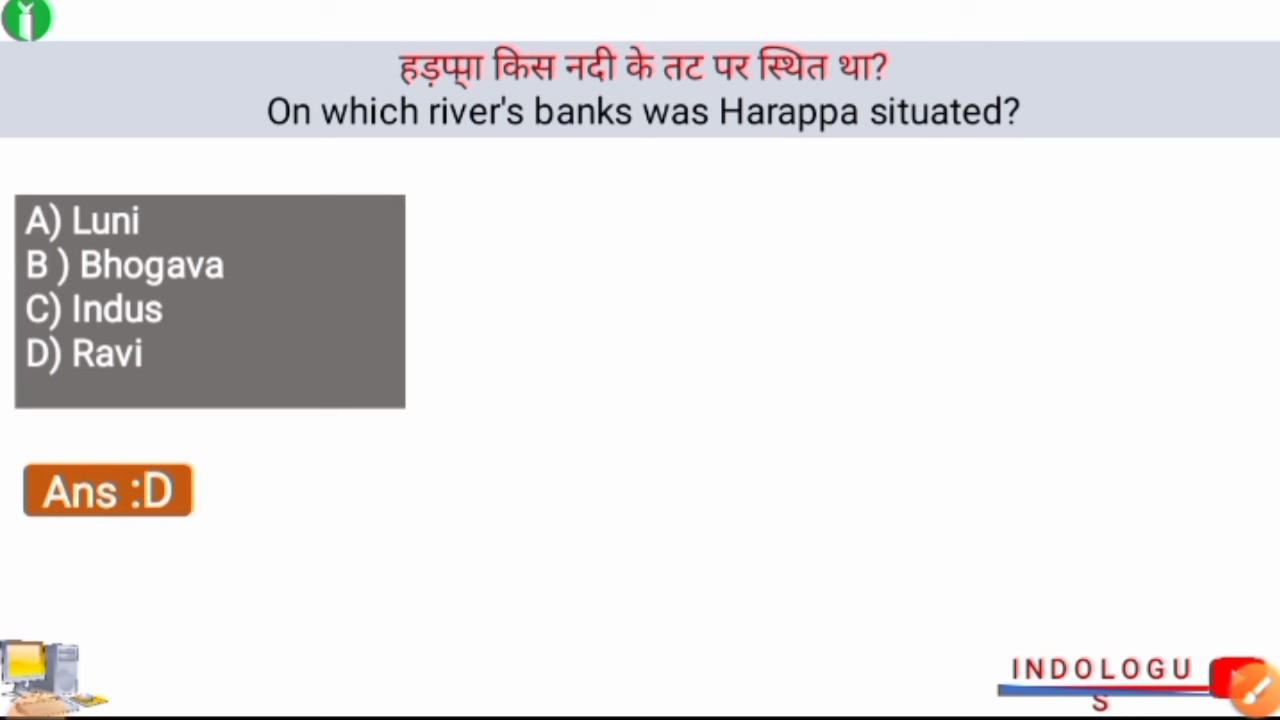 हड़प्पा किस नदी के तट पर स्थित था?
On which river's banks was Harappa situated?
A) Luni
B ) Bhogava
C) Indus
D) Ravi
Ans :D
INDOLOGU
S